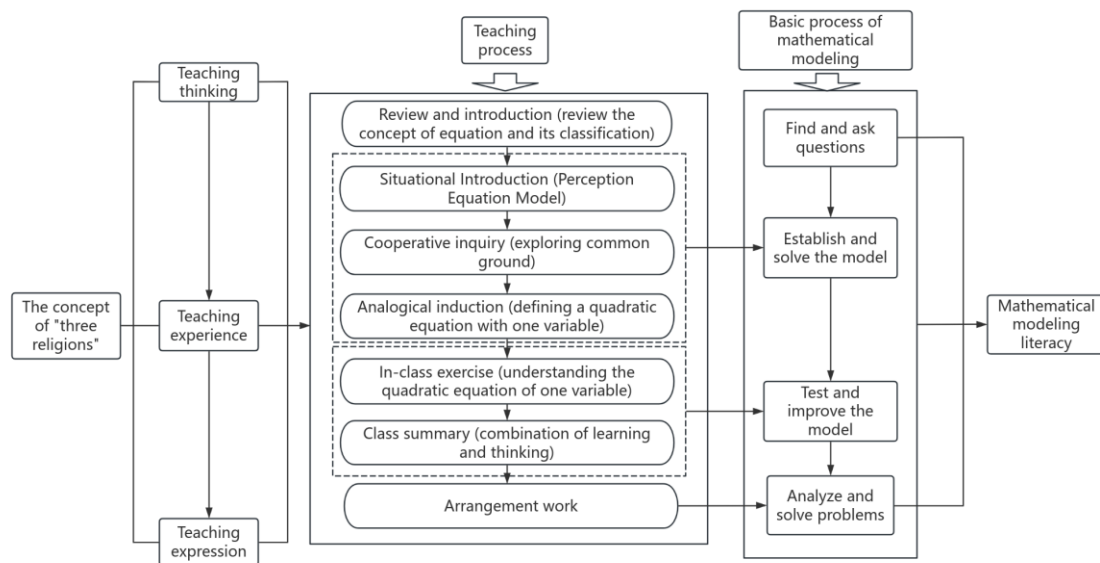 Teaching
process
Basic process of
mathematical
modeling
Teaching
thinking
Review and introduction (review the
concept of equation and its classification)
Find and ask
questions
Situational Introduction (Perception
Equation Model)
Cooperative inquiry (exploring common
ground)
Establish and
solve the model
The concept
of "three
religions"
Teaching
experience
Analogical induction (defining a quadratic
equation with one variable)
Mathematical
modeling
literacy
In-class exercise (understanding the
quadratic equation of one variable)
Test and
improve the
model
Class summary (combination of learning
and thinking)
Arrangement work
Analyze and
solve problems
Teaching
expression